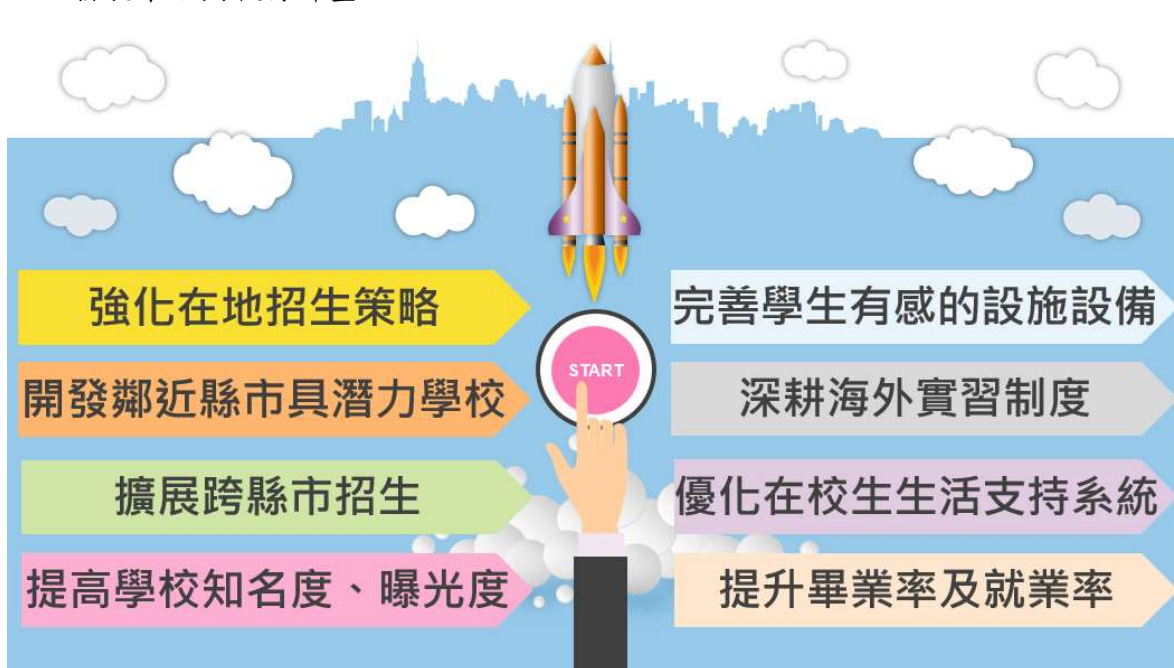 強化在地招生策略
開發鄰近縣市具潛力學校
擴展跨縣市招生
提高學校知名度、曝光度
START
完善學生有感的設施設備
深耕海外實習制度
優化在校生生活支持系統
提升畢業率及就業率